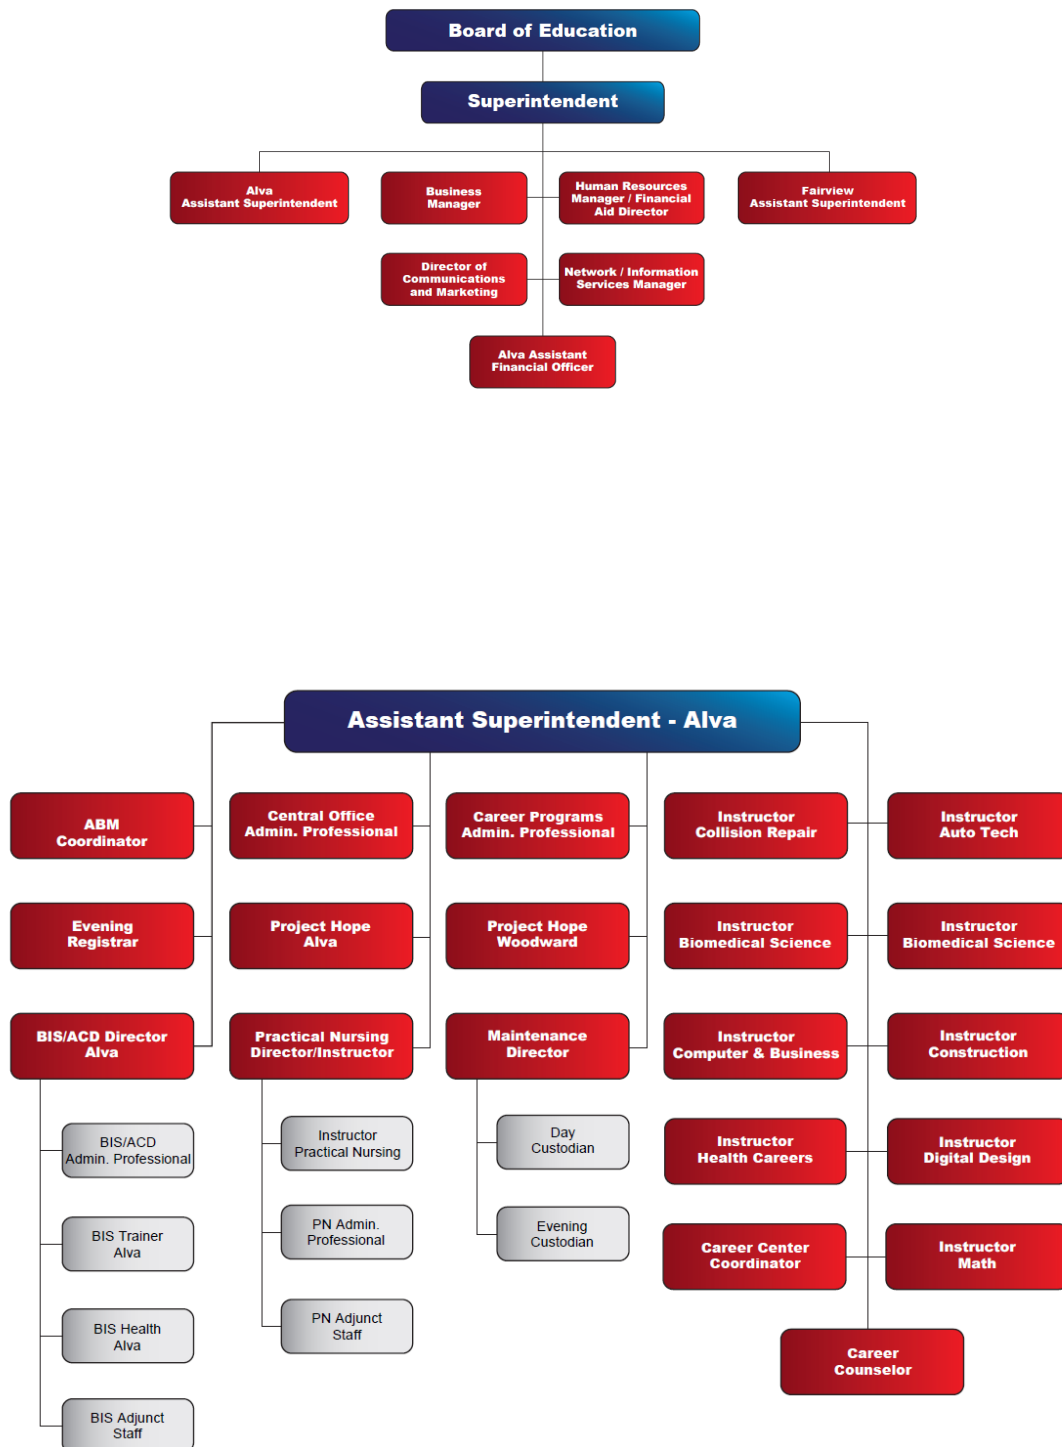 Board of Education
Superintendent
Alva
Assistant Superintendent
Business
Manager
Human Resources
Manager / Financial
Aid Director
Fairview
Assistant Superintendent
Director of
Communications
and Marketing
Network / Information
Services Manager
Alva Assistant
Financial Officer
Assistant Superintendent - Alva
ABM
Coordinator
Central Office
Admin. Professional
Career Programs
Admin. Professional
Instructor
Collision Repair
Instructor
Auto Tech
Evening
Registrar
Project Hope
Alva
Project Hope
Woodward
Instructor
Biomedical Science
Instructor
Biomedical Science
BIS/ACD Director
Alva
Practical Nursing
Director/Instructor
Maintenance
Director
Instructor
Computer & Business
Instructor
Construction
BIS/ACD
Admin. Professional
Instructor
Practical Nursing
Day
Custodian
Instructor
Health Careers
Instructor
Digital Design
BIS Trainer
Alva
PN Admin.
Professional
Evening
Custodian
Career Center
Coordinator
Instructor
Math
BIS Health
Alva
PN Adjunct
Staff
Career
Counselor
BIS Adjunct
Staff